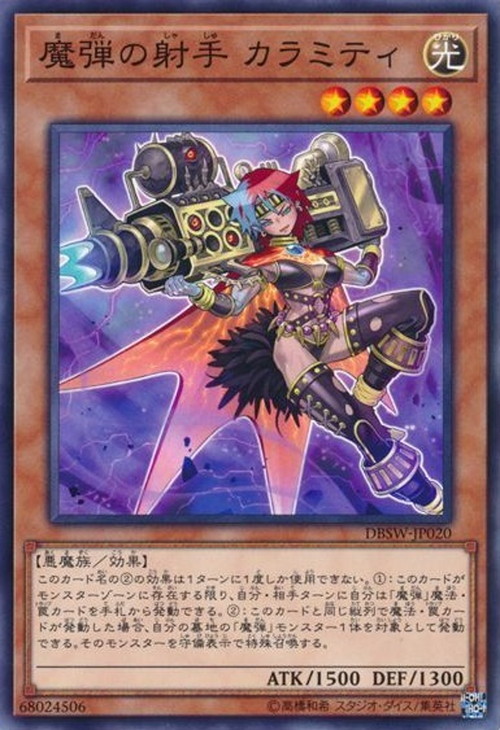 魔弾の射手 カラミティ
光
DBSW-JP020
【悪魔族/効果】
このカード名の②の効果は1ターンに1度しか使用できない。①:このカードが
モンスターゾーンに存在する限り、自分・相手ターンに自分は「魔弾」魔法・
罠カードを手札から発動できる。②:このカードと同じ縦列で魔法・罠カー
ドが発動した場合、自分の墓地の「魔弾」モンスター1体を対象として発動
できる。そのモンスターを守備表示で特殊召喚する。
ATK/1500 DEF/1300
68024506
©高橋和希 スタジオ・ダイス/集英社